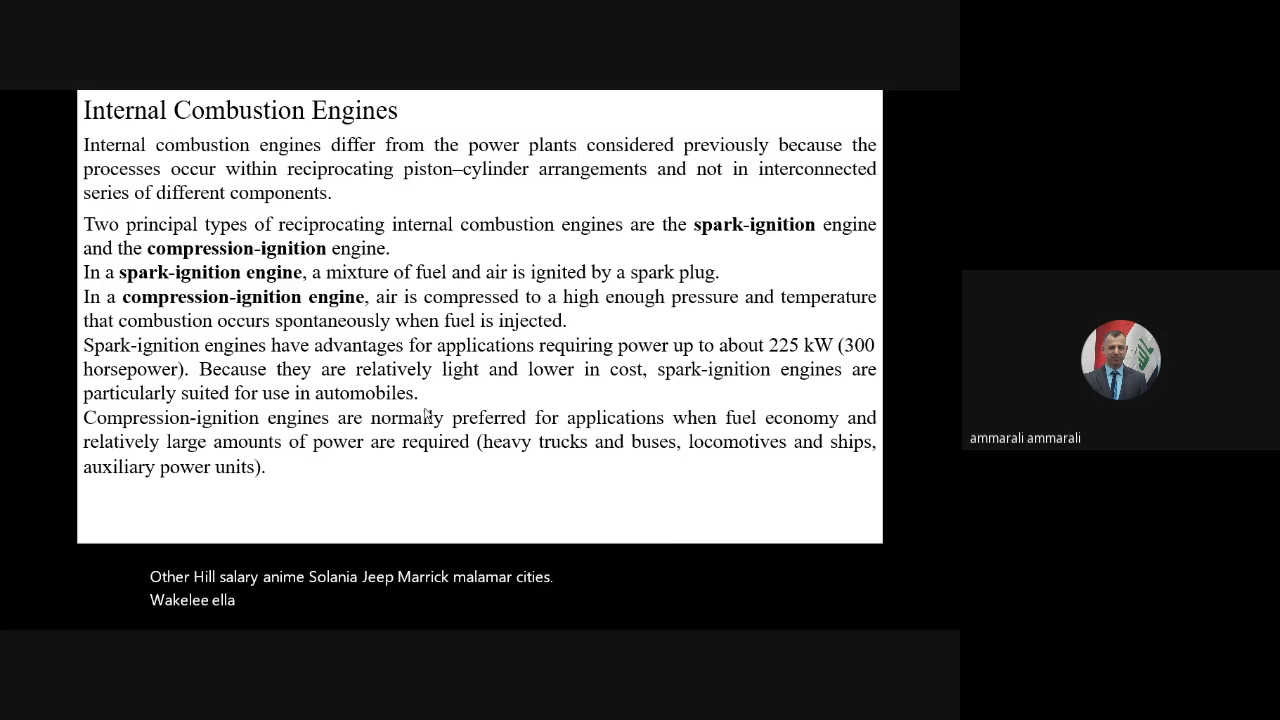 Internal Combustion Engines
Internal combustion engines differ from the power plants considered previously because the
processes occur within reciprocating piston–cylinder arrangements and not in interconnected
series of different components.
Two principal types of reciprocating internal combustion engines are the spark-ignition engine
and the compression-ignition engine.
In a spark-ignition engine, a mixture of fuel and air is ignited by a spark plug.
In a compression-ignition engine, air is compressed to a high enough pressure and temperature
that combustion occurs spontaneously when fuel is injected.
Spark-ignition engines have advantages for applications requiring power up to about 225 kW (300
horsepower). Because they are relatively light and lower in cost, spark-ignition engines are
particularly suited for use in automobiles.
Compression-ignition engines are normally preferred for applications when fuel economy and
relatively large amounts of power are required (heavy trucks and buses, locomotives and ships,
auxiliary power units).
Other Hill salary anime Solania Jeep Marrick malamar cities.
Wakelee ella
ammarali ammarali